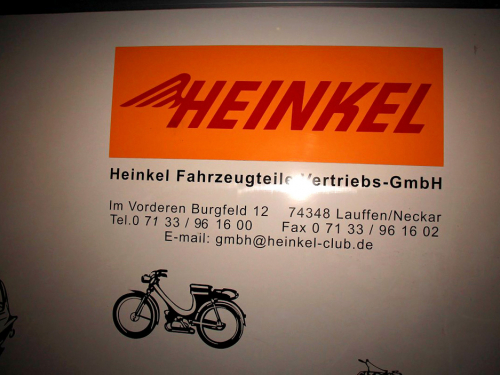 HEINKEL
Heinkel Fahrzeugteile Vertriebs-GmbH
Im Vorderen Burgfeld 12 74348 Lauffen/Neckar
Tel.0 71 33 / 96 16 00 Fax 0 71 33 / 96 16 02
E-mail: gmbh@heinkel-club.de